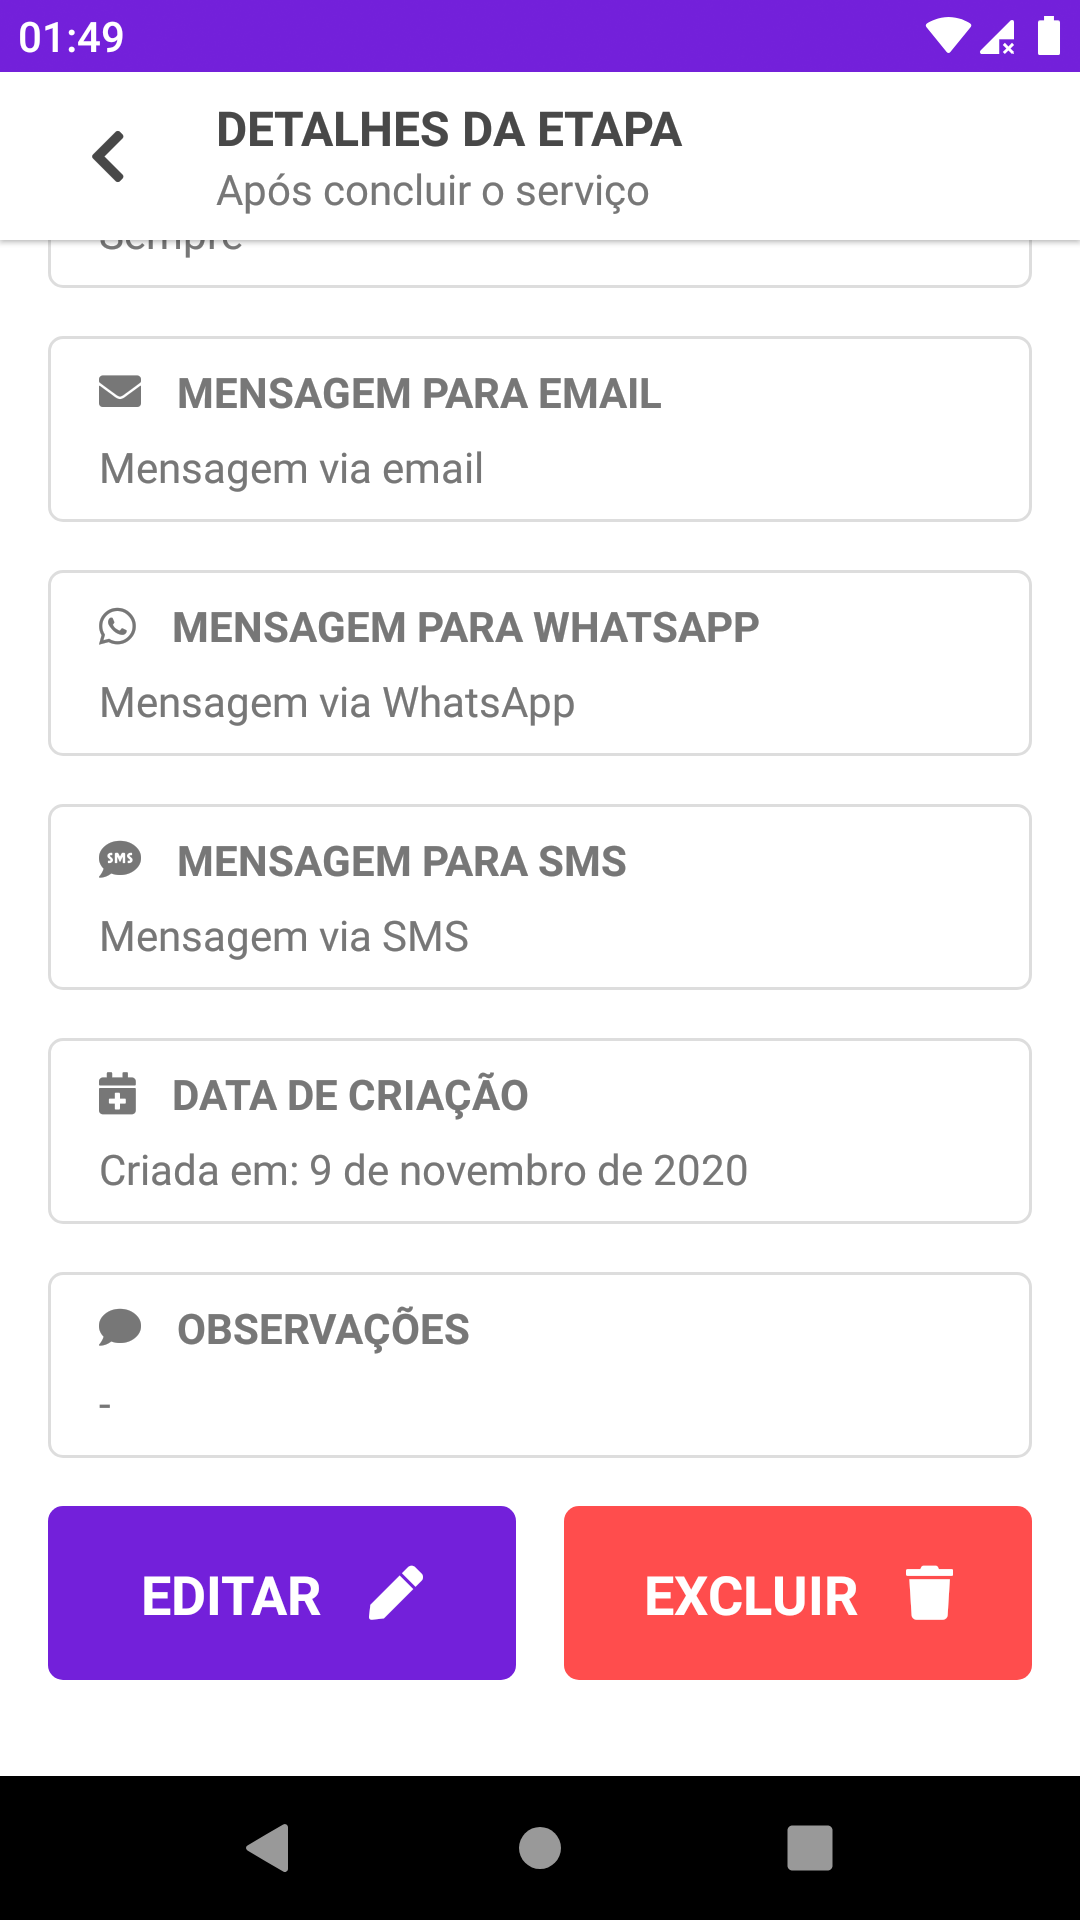 01:49
DETALHES DA ETAPA
Após concluir o serviço
Sempre
MENSAGEM PARA EMAIL
Mensagem via email
MENSAGEM PARA WHATSAPP
Mensagem via WhatsApp
SMS MENSAGEM PARA SMS
Mensagem via SMS
DATA DE CRIAÇÃO
Criada em: 9 de novembro de 2020
OBSERVAÇÕES
-
EDITAR
EXCLUIR